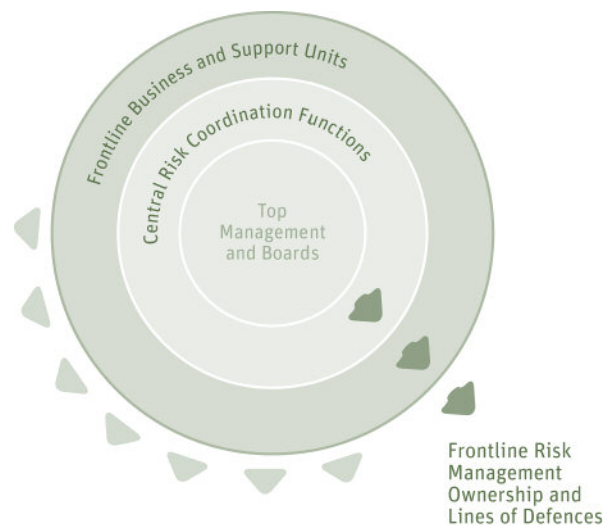 Frontline Business and Support Units
Central Risk Coordination Functions
Top
Management
and Boards
Frontline Risk
Management
Ownership and
Lines of Defences